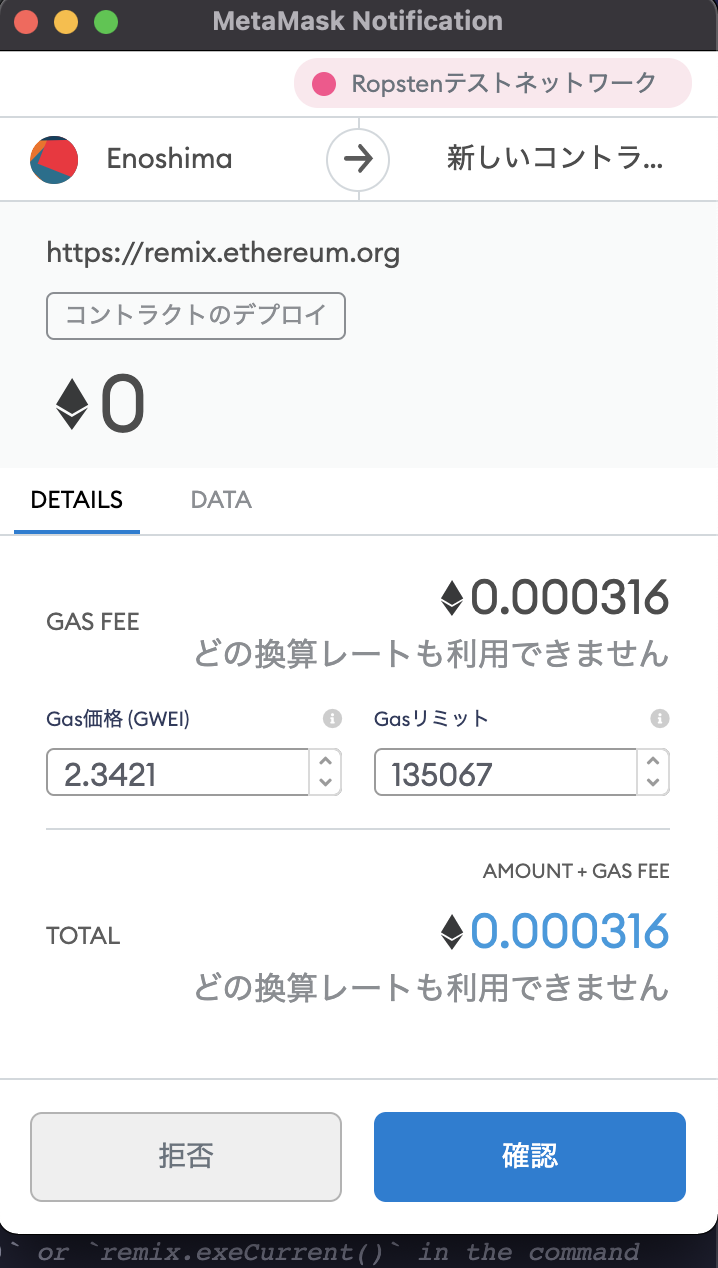 MetaMask Notification
Ropstenテストネットワーク
Enoshima
新しいコントラ...
https://remix.ethereum.org
コントラクトのデプロイ
0
DETAILS DATA
GAS FEE
0.000316
どの換算レートも利用できません
Gas価格 (GWEI) Gasリミット
2.3421 135067
AMOUNT + GAS FEE
TOTAL
0.000316
どの換算レートも利用できません
拒否 確認
` or `remix.exeCurrent()` in the command